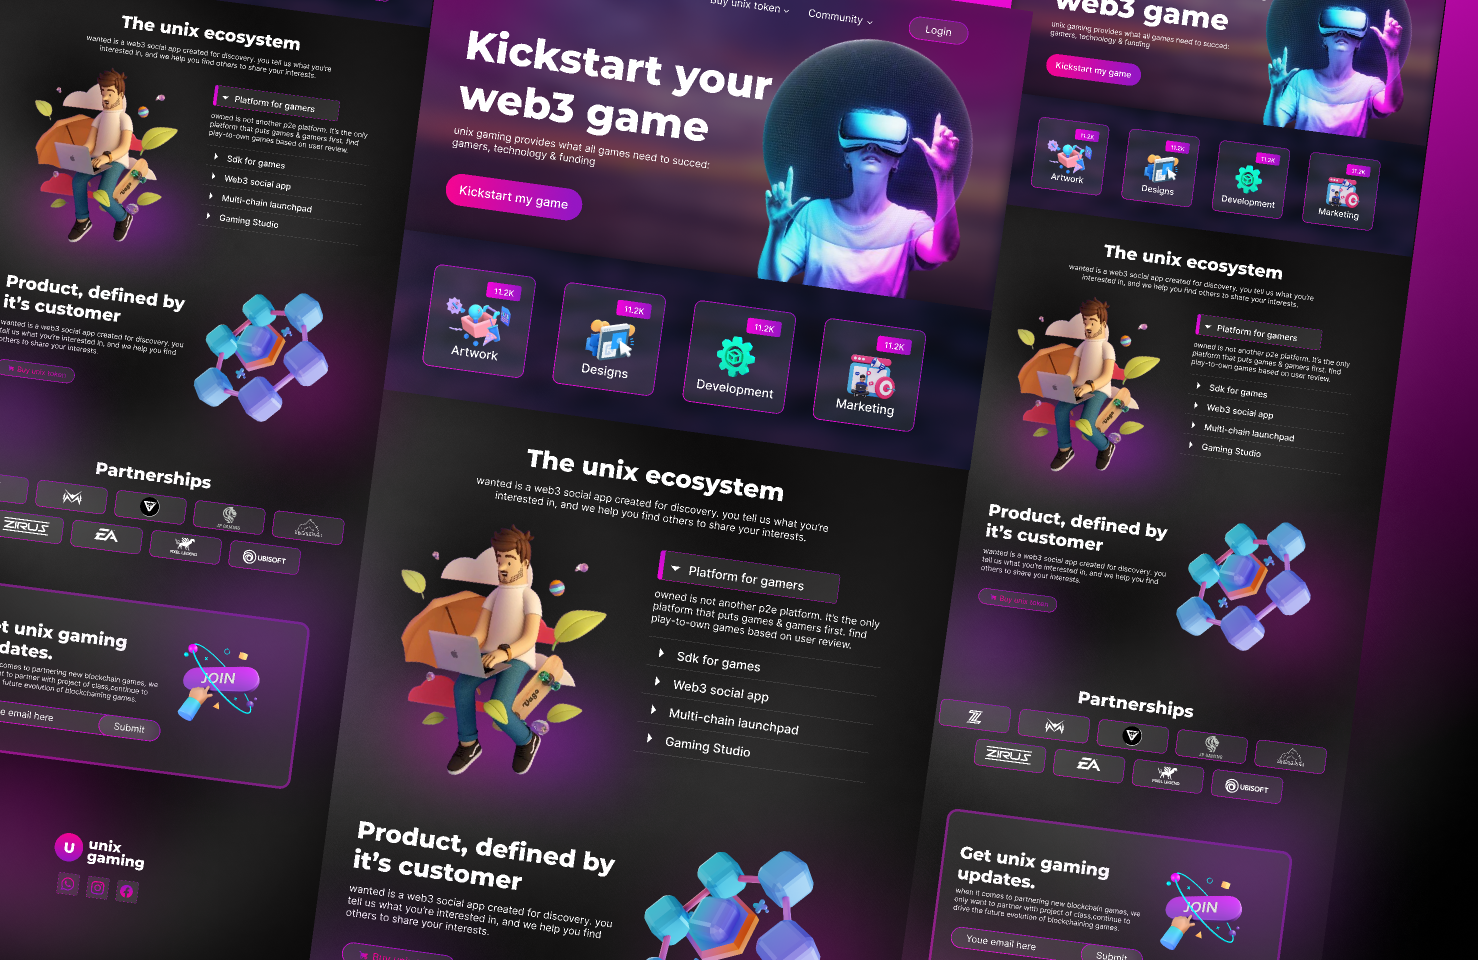 The unix ecosystem
wanted is a web3 social app created for discovery. you tell us what you're
interested in, and we help you find others to share your interests.
Platform for gamers
owned is not another p2e platform. It's the only
platform that puts games & gamers first. find
play-to-own games based on user review.
Sdk for games
Web3 social app
Multi-chain launchpad
Gaming Studio
Product, defined by
it's customer
wanted is a web3 social app created for discovery. you
tell us what you're interested in, and we help you find
others to share your interests.
Buy unix token
Partnerships
JP GAMING
ZIRUS
EA
PIXEL LEGEND
UBISOFT
et unix gaming
dates.
comes to partnering new blockchain games, we
t to partner with project of class,continue to
future evolution of blockchaining games.
JOIN
e email here
Submit
U
unix
gaming
Buy unix token
Community
Login
Kickstart your
web3 game
unix gaming provides what all games need to succed:
gamers, technology & funding
Kickstart my game
11.2K
Artwork
11.2K
Designs
11.2K
Development
11.2K
Marketing
The unix ecosystem
wanted is a web3 social app created for discovery. you tell us what you're
interested in, and we help you find others to share your interests.
Platform for gamers
owned is not another p2e platform. It's the only
platform that puts games & gamers first. find
play-to-own games based on user review.
Sdk for games
Web3 social app
Multi-chain launchpad
Gaming Studio
Product, defined by
it's customer
wanted is a web3 social app created for discovery. you
tell us what you're interested in, and we help you find
others to share your interests.
web3 game
unix gaming provides what all games need to succed:
gamers, technology & funding
Kickstart my game
11.2K
Artwork
11.2K
Designs
11.2K
Development
11.2K
Marketing
The unix ecosystem
wanted is a web3 social app created for discovery. you tell us what you're
interested in, and we help you find others to share your interests.
Platform for gamers
owned is not another p2e platform. It's the only
platform that puts games & gamers first. find
play-to-own games based on user review.
Sdk for games
Web3 social app
Multi-chain launchpad
Gaming Studio
Product, defined by
it's customer
wanted is a web3 social app created for discovery. you
tell us what you're interested in, and we help you find
others to share your interests.
Buy unix token
Partnerships
JP GAMING
ZIRUS
EA
PIXEL LEGEND
UBISOFT
Get unix gaming
updates.
when it comes to partnering new blockchain games, we
only want to partner with project of class,continue to
drive the future evolution of blockchaining games.
JOIN
Youe email here
Submit